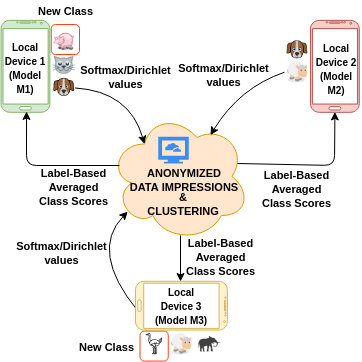 New Class
Local
Device 1
(Model
M1)
Softmax/Dirichlet
values
Softmax/Dirichlet
values
Local
Device 2
(Model
M2)
ANONYMIZED
DATA IMPRESSIONS
&
CLUSTERING
Label-Based
Averaged
Class Scores
Label-Based
Averaged
Class Scores
Softmax/Dirichlet
values
Label-Based
Averaged
Class Scores
Local
Device 3
(Model M3)
New Class